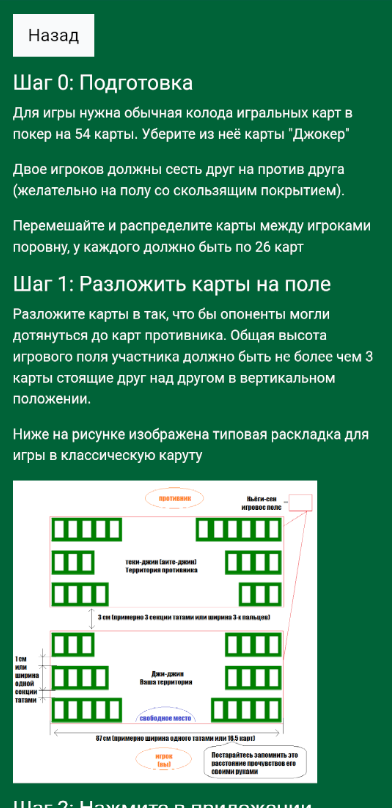 Назад
Шаг 0: Подготовка
Для игры нужна обычная колода игральных карт в
покер на 54 карты. Уберите из неё карты "Джокер"
Двое игроков должны сесть друг на против друга
(желательно на полу со скользящим покрытием).
Перемешайте и распределите карты между игроками
поровну, у каждого должно быть по 26 карт
Шаг 1: Разложить карты на поле
Разложите карты в так, что бы опоненты могли
дотянуться до карт противника. Общая высота
игрового поля участника должно быть не более чем 3
карты стоящие друг над другом в вертикальном
положении.
Ниже на рисунке изображена типовая раскладка для
игры в классическую каруту
противник
Кьёги-сен
игровое поле
теки-джин (аите-джин)
Территория противника
3 см (примерно 3 секции татами или ширина 3-х пальцев)
1 см
или
ширина
одной
секции
татами
Джи-джин
Ваша территория
свободное место
87 см (примерно ширина одного татами или 16.5 карт)
игрок
(вы)
Постарайтесь запомнить это
расстояние прочувствов его
своими руками
Шаг 2: Нажмите в приложении